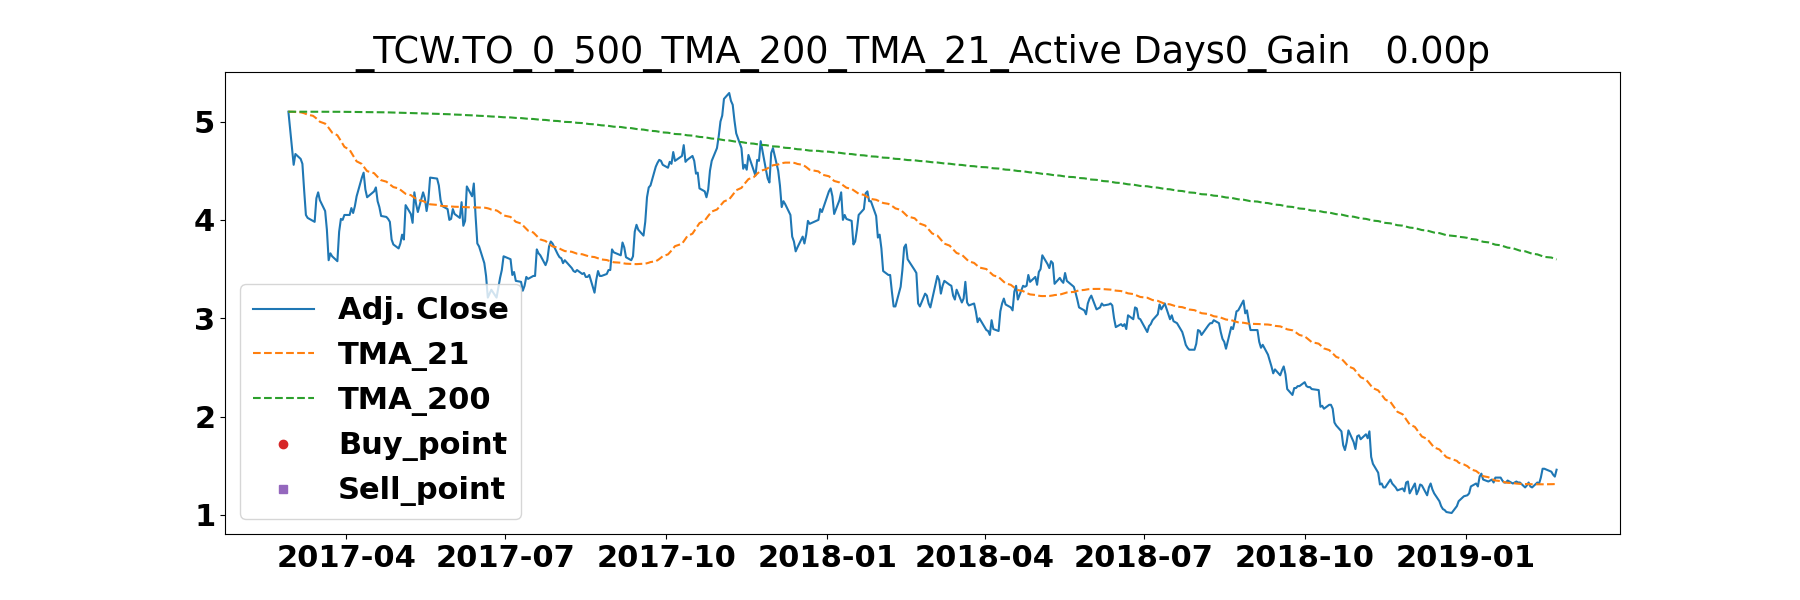 _TCW.TO_0_500_TMA_200_TMA_21_Active Days0_Gain   0.00p
5
4
3
2
1
Adj. Close
TMA_21
TMA_200
Buy_point
Sell_point
2017-04 2017-07 2017-10 2018-01 2018-04 2018-07 2018-10 2019-01